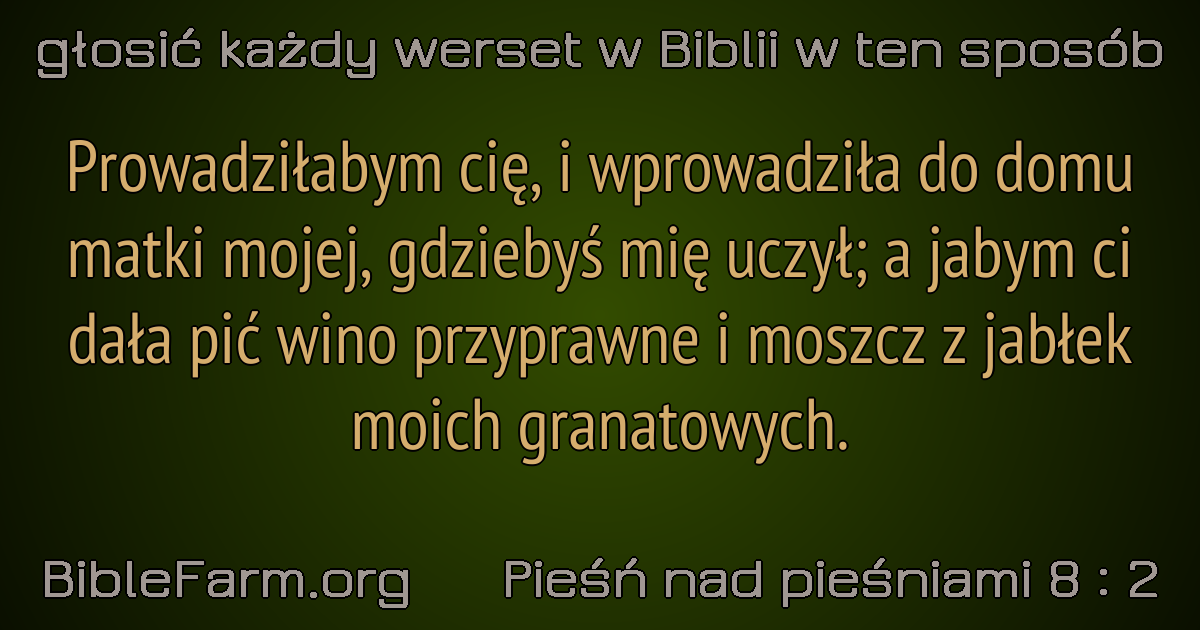 głosić każdy werset w Biblii w ten sposób
Prowadziłabym cię, i wprowadziła do domu
matki mojej, gdziebyś mię uczył; a jabym ci
dała pić wino przyprawne i moszcz z jabłek
moich granatowych.
BibleFarm.org Pieśń nad pieśniami 8 : 2